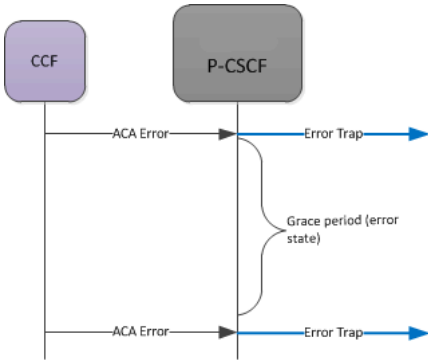 CCF
P-CSCF
ACA Error
Error Trap
Grace period (error
state)
ACA Error
Error Trap